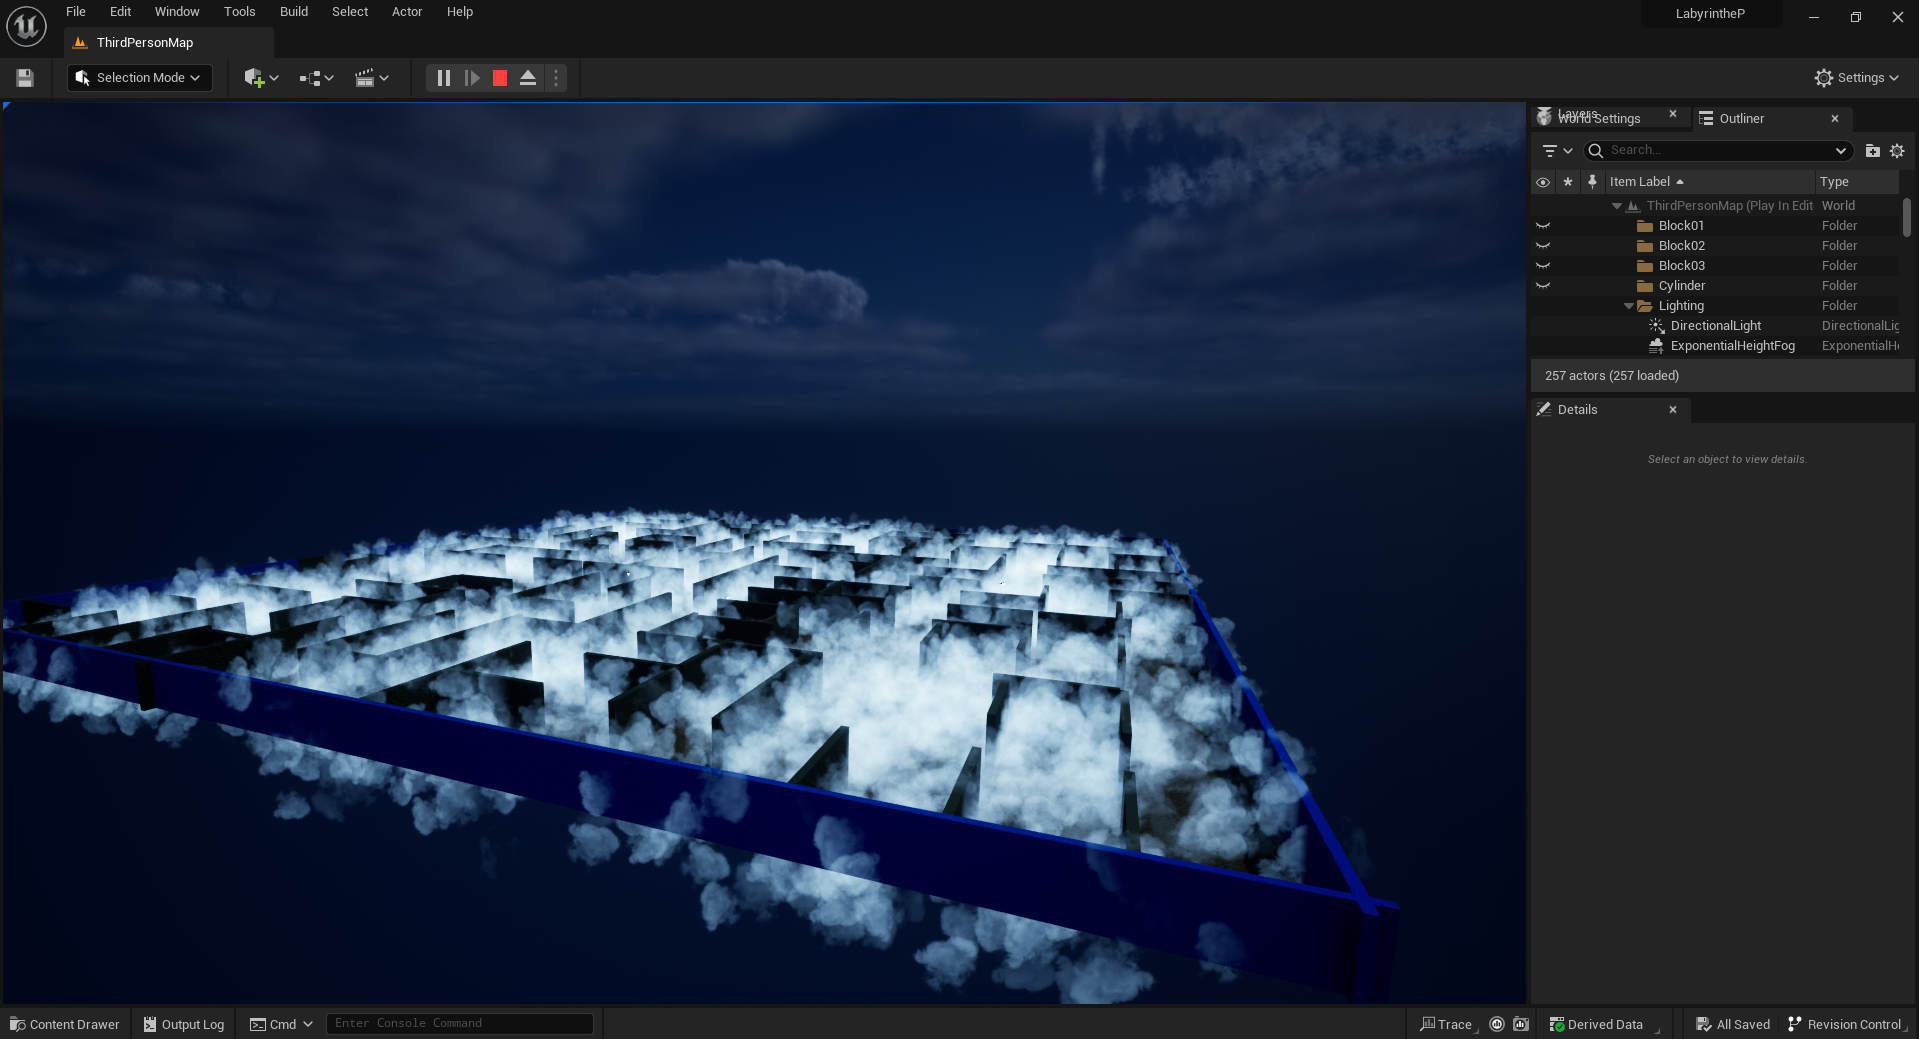 File Edit Window Tools Build Select Actor Help
LabyrintheP
ThirdPersonMap
Selection Mode
Settings
Layers
World Settings
Outliner
Search...
Item Label Type
ThirdPersonMap (Play In Edit World
Block01 Folder
Block02 Folder
Block03 Folder
Cylinder Folder
Lighting Folder
DirectionalLight DirectionalLig
ExponentialHeightFog ExponentialHe
257 actors (257 loaded)
Details
Select an object to view details.
Content Drawer Output Log Cmd Enter Console Command Trace Derived Data All Saved Revision Control